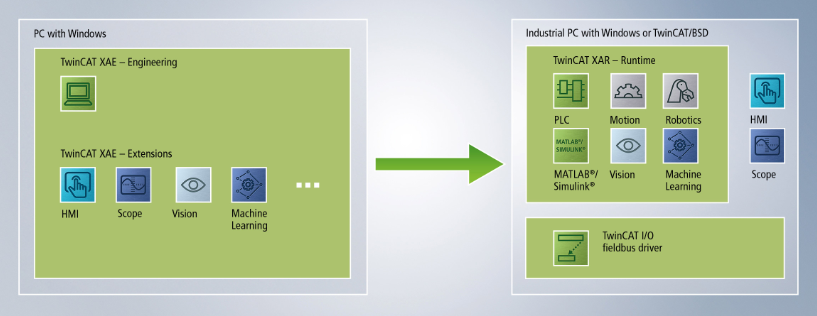 PC with Windows
TwinCAT XAE – Engineering
TwinCAT XAE – Extensions
HMI
Scope
Vision
Machine
Learning
Industrial PC with Windows or TwinCAT/BSD
TwinCAT XAR – Runtime
PLC
Motion
Robotics
HMI
MATLAB®/
SIMULINK®
MATLAB®/
Simulink®
Vision
Machine
Learning
Scope
TwinCAT I/O
fieldbus driver